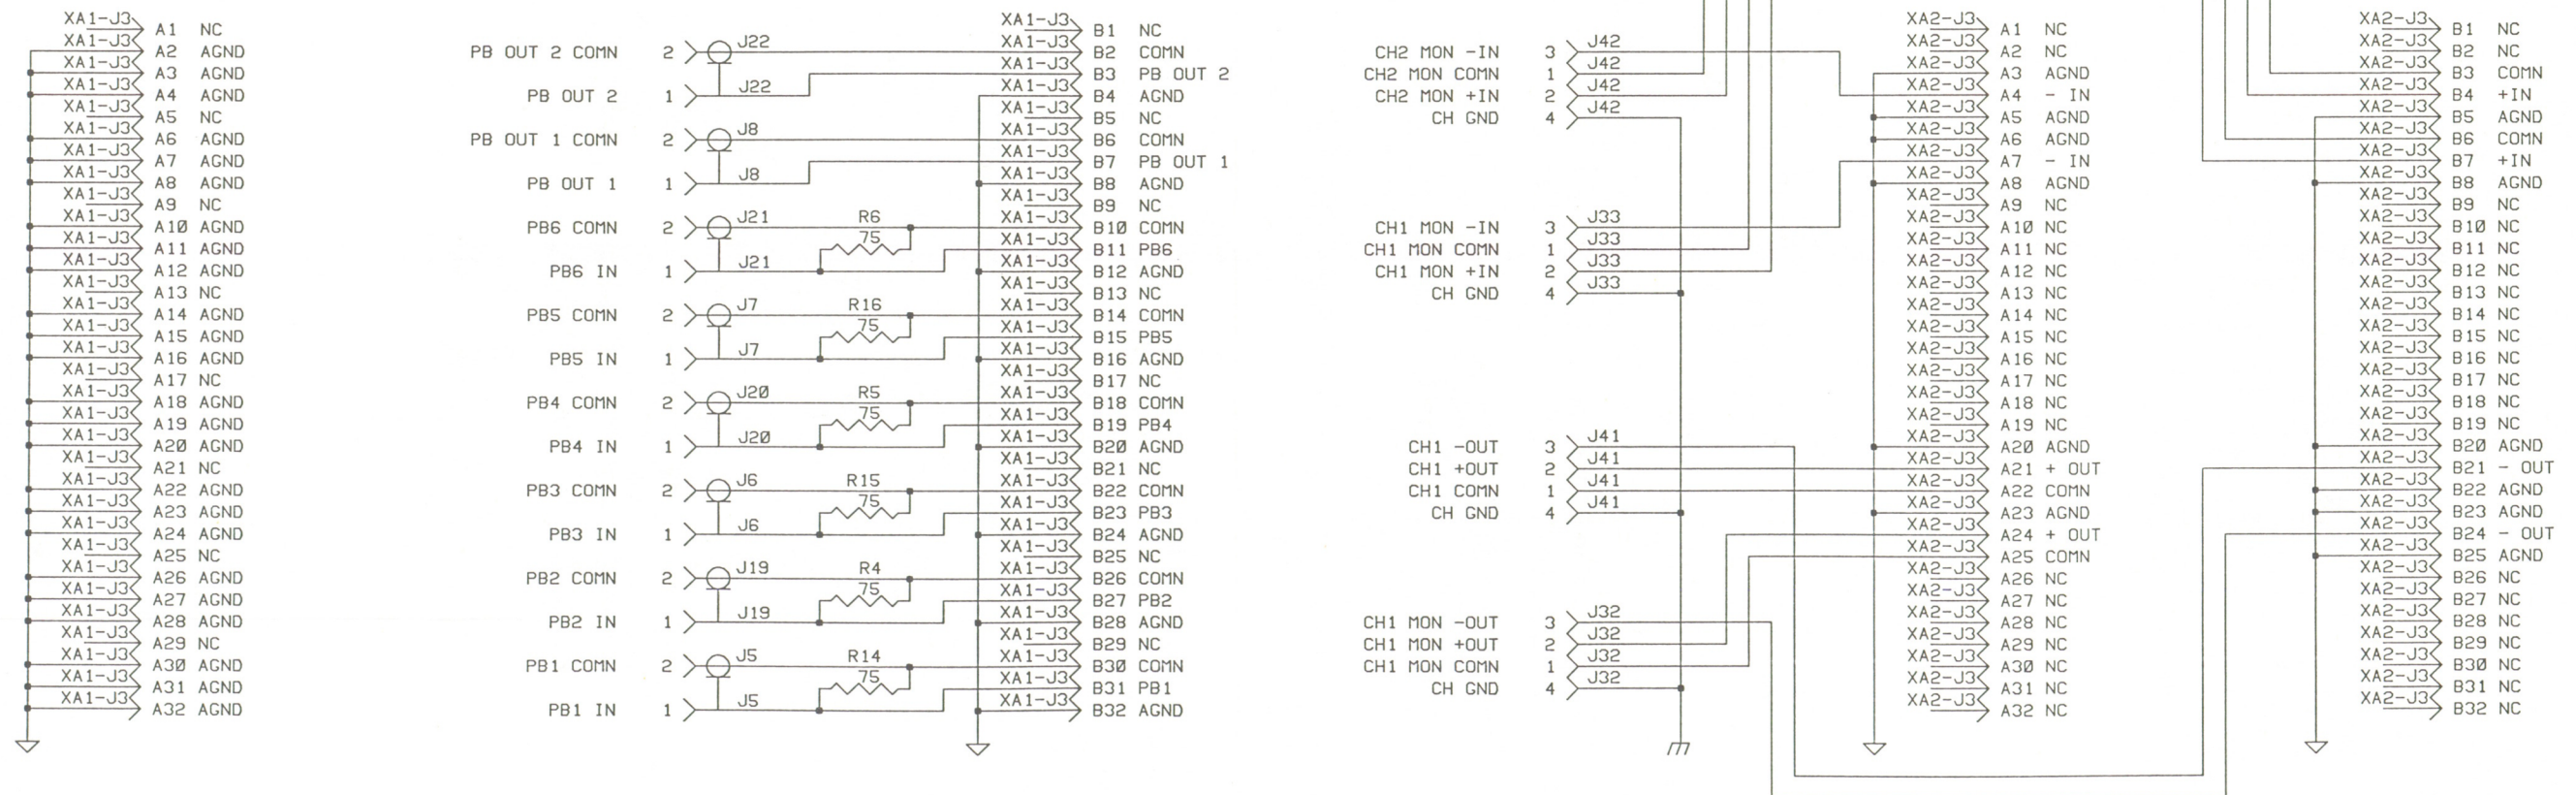 XA1-J3 A1 NC
XA1-J3 A2 AGND
XA1-J3 A3 AGND
XA1-J3 A4 AGND
XA1-J3 A5 NC
XA1-J3 A6 AGND
XA1-J3 A7 AGND
XA1-J3 A8 AGND
XA1-J3 A9 NC
XA1-J3 A10 AGND
XA1-J3 A11 AGND
XA1-J3 A12 AGND
XA1-J3 A13 NC
XA1-J3 A14 AGND
XA1-J3 A15 AGND
XA1-J3 A16 AGND
XA1-J3 A17 NC
XA1-J3 A18 AGND
XA1-J3 A19 AGND
XA1-J3 A20 AGND
XA1-J3 A21 NC
XA1-J3 A22 AGND
XA1-J3 A23 AGND
XA1-J3 A24 AGND
XA1-J3 A25 NC
XA1-J3 A26 AGND
XA1-J3 A27 AGND
XA1-J3 A28 AGND
XA1-J3 A29 NC
XA1-J3 A30 AGND
XA1-J3 A31 AGND
XA1-J3 A32 AGND
PB OUT 2 COMN 2 J22
PB OUT 2 1 J22
PB OUT 1 COMN 2 J8
PB OUT 1 1 J8
PB6 COMN 2 J21 R6
75
PB6 IN 1 J21
PB5 COMN 2 J7 R16
75
PB5 IN 1 J7
PB4 COMN 2 J20 R5
75
PB4 IN 1 J20
PB3 COMN 2 J6 R15
75
PB3 IN 1 J6
PB2 COMN 2 J19 R4
75
PB2 IN 1 J19
PB1 COMN 2 J5 R14
75
PB1 IN 1 J5
XA1-J3 B1 NC
XA1-J3 B2 COMN
XA1-J3 B3 PB OUT 2
XA1-J3 B4 AGND
XA1-J3 B5 NC
XA1-J3 B6 COMN
XA1-J3 B7 PB OUT 1
XA1-J3 B8 AGND
XA1-J3 B9 NC
XA1-J3 B10 COMN
XA1-J3 B11 PB6
XA1-J3 B12 AGND
XA1-J3 B13 NC
XA1-J3 B14 COMN
XA1-J3 B15 PB5
XA1-J3 B16 AGND
XA1-J3 B17 NC
XA1-J3 B18 COMN
XA1-J3 B19 PB4
XA1-J3 B20 AGND
XA1-J3 B21 NC
XA1-J3 B22 COMN
XA1-J3 B23 PB3
XA1-J3 B24 AGND
XA1-J3 B25 NC
XA1-J3 B26 COMN
XA1-J3 B27 PB2
XA1-J3 B28 AGND
XA1-J3 B29 NC
XA1-J3 B30 COMN
XA1-J3 B31 PB1
XA1-J3 B32 AGND
CH2 MON -IN 3 J42
CH2 MON COMN 1 J42
CH2 MON +IN 2 J42
CH GND 4 J42
CH1 MON -IN 3 J33
CH1 MON COMN 1 J33
CH1 MON +IN 2 J33
CH GND 4 J33
CH1 -OUT 3 J41
CH1 +OUT 2 J41
CH1 COMN 1 J41
CH GND 4 J41
CH1 MON -OUT 3 J32
CH1 MON +OUT 2 J32
CH1 MON COMN 1 J32
CH GND 4 J32
XA2-J3 A1 NC
XA2-J3 A2 NC
XA2-J3 A3 AGND
XA2-J3 A4 - IN
XA2-J3 A5 AGND
XA2-J3 A6 AGND
XA2-J3 A7 - IN
XA2-J3 A8 AGND
XA2-J3 A9 NC
XA2-J3 A10 NC
XA2-J3 A11 NC
XA2-J3 A12 NC
XA2-J3 A13 NC
XA2-J3 A14 NC
XA2-J3 A15 NC
XA2-J3 A16 NC
XA2-J3 A17 NC
XA2-J3 A18 NC
XA2-J3 A19 NC
XA2-J3 A20 AGND
XA2-J3 A21 + OUT
XA2-J3 A22 COMN
XA2-J3 A23 AGND
XA2-J3 A24 + OUT
XA2-J3 A25 COMN
XA2-J3 A26 NC
XA2-J3 A27 NC
XA2-J3 A28 NC
XA2-J3 A29 NC
XA2-J3 A30 NC
XA2-J3 A31 NC
XA2-J3 A32 NC
XA2-J3 B1 NC
XA2-J3 B2 NC
XA2-J3 B3 COMN
XA2-J3 B4 +IN
XA2-J3 B5 AGND
XA2-J3 B6 COMN
XA2-J3 B7 +IN
XA2-J3 B8 AGND
XA2-J3 B9 NC
XA2-J3 B10 NC
XA2-J3 B11 NC
XA2-J3 B12 NC
XA2-J3 B13 NC
XA2-J3 B14 NC
XA2-J3 B15 NC
XA2-J3 B16 NC
XA2-J3 B17 NC
XA2-J3 B18 NC
XA2-J3 B19 NC
XA2-J3 B20 AGND
XA2-J3 B21 - OUT
XA2-J3 B22 AGND
XA2-J3 B23 AGND
XA2-J3 B24 - OUT
XA2-J3 B25 AGND
XA2-J3 B26 NC
XA2-J3 B27 NC
XA2-J3 B28 NC
XA2-J3 B29 NC
XA2-J3 B30 NC
XA2-J3 B31 NC
XA2-J3 B32 NC